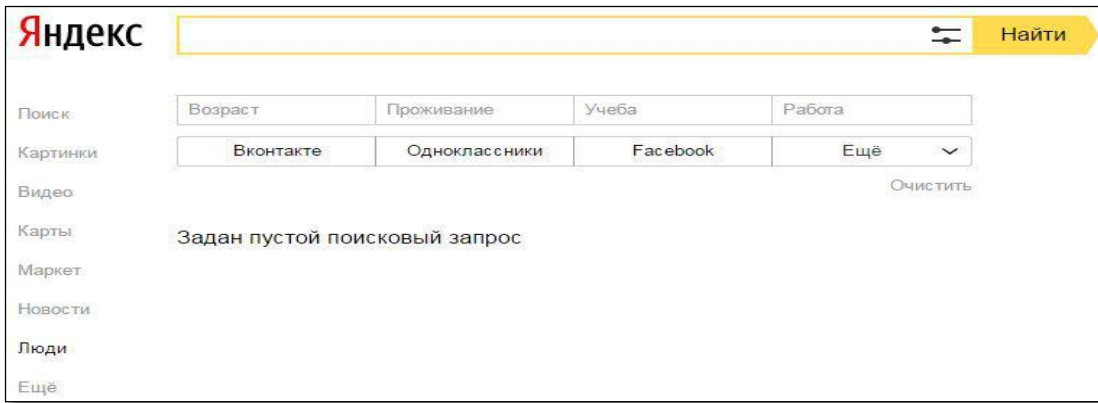 Яндекс
Найти
Поиск
Картинки
Видео
Карты
Маркет
Новости
Люди
Ещё
Возраст Проживание Учеба Работа
Вконтакте Одноклассники Facebook Ещё
Очистить
Задан пустой поисковый запрос